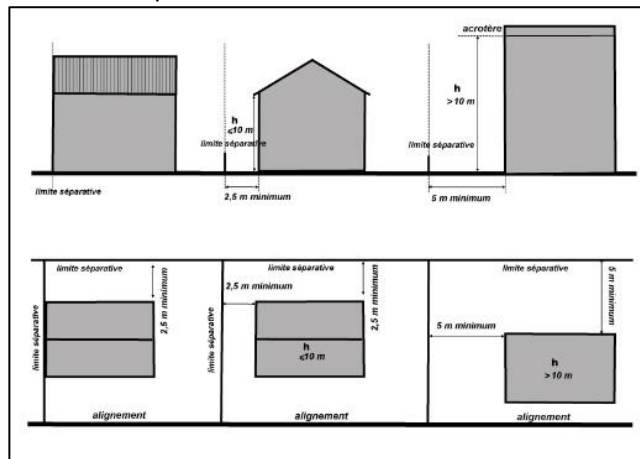 acrotère
h
>10 m
h
⩽10 m
limite séparative
limite séparative
limite séparative
2,5 m minimum
5 m minimum
limite séparative
2,5 m minimum
limite séparative
2,5 m minimum
limite séparative
5 m minimum
limite séparative
2,5 m minimum
limite séparative
5 m minimum
h
⩽10 m
h
>10 m
alignement
alignement
alignement